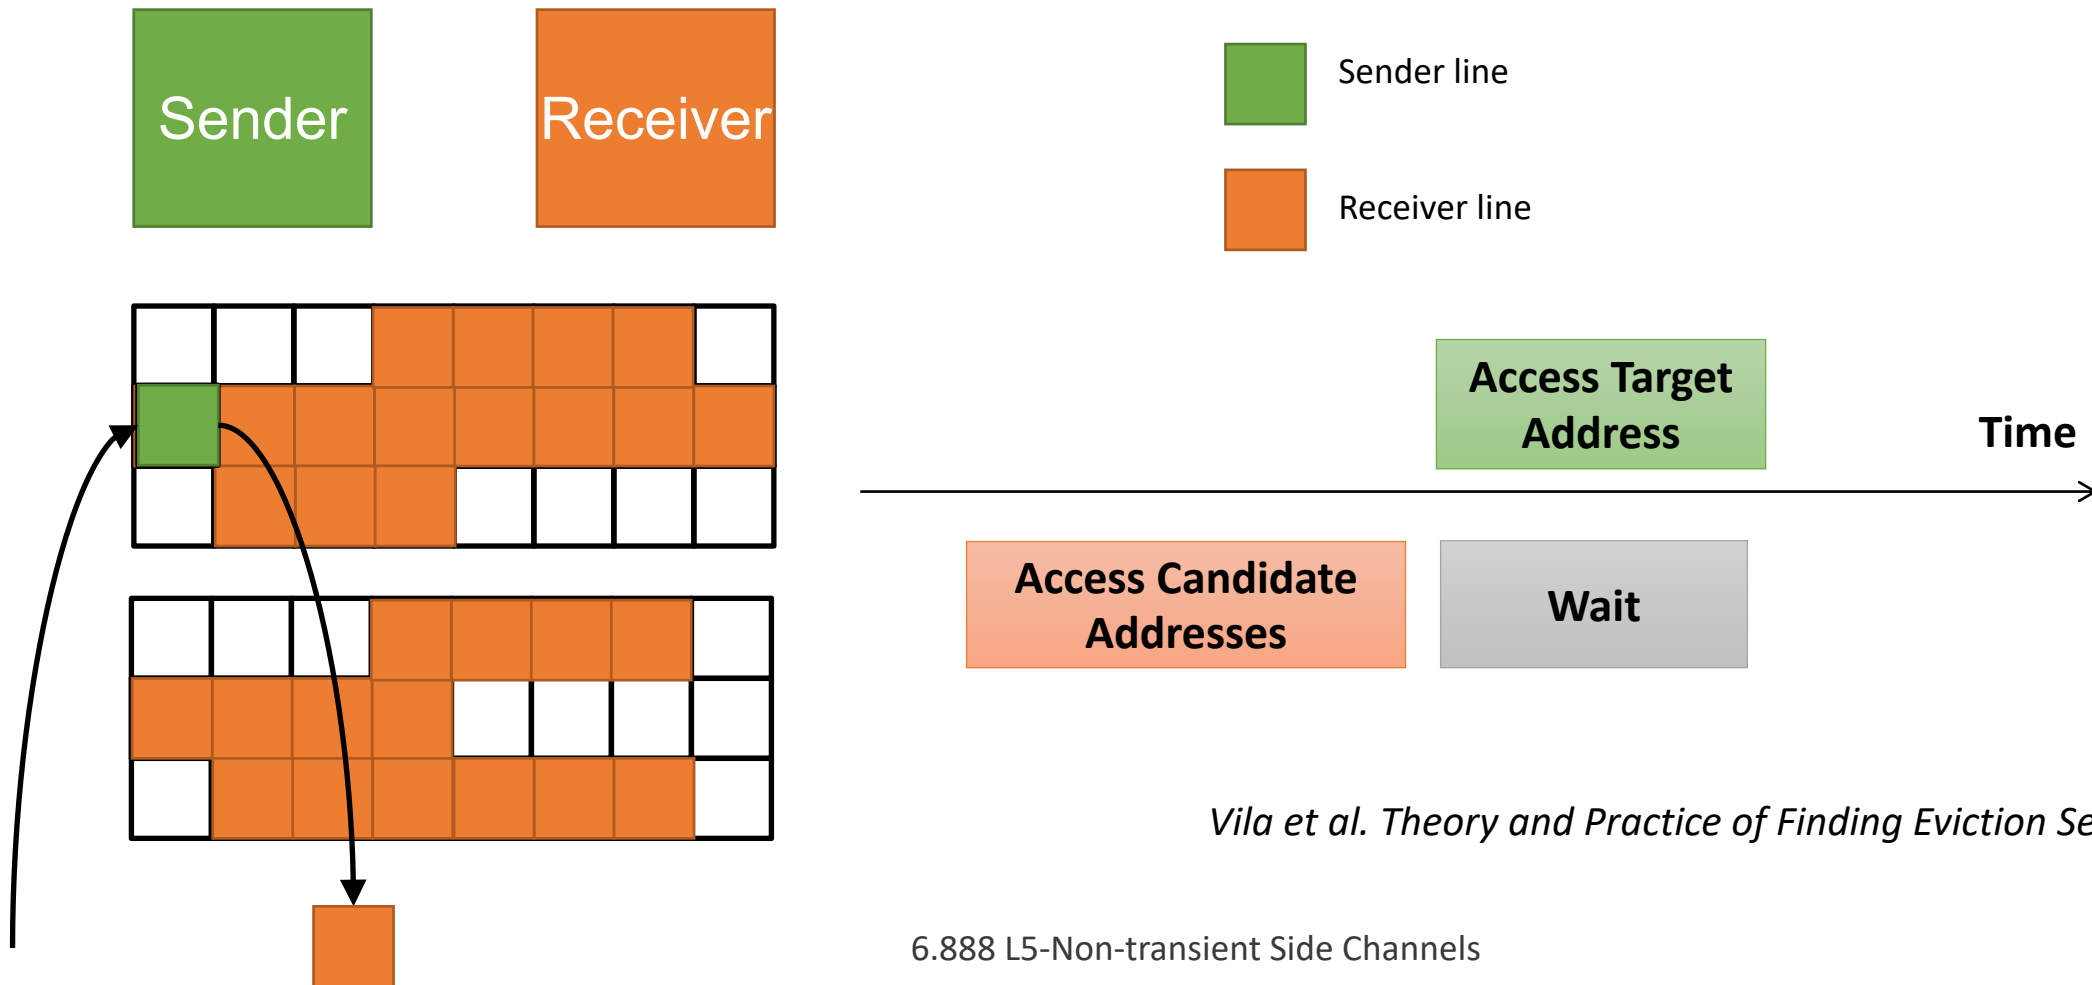 Sender
Receiver
Sender line
Receiver line
Access Target
Address
Time
Access Candidate
Addresses
Wait
Vila et al. Theory and Practice of Finding Eviction Se
6.888 L5-Non-transient Side Channels